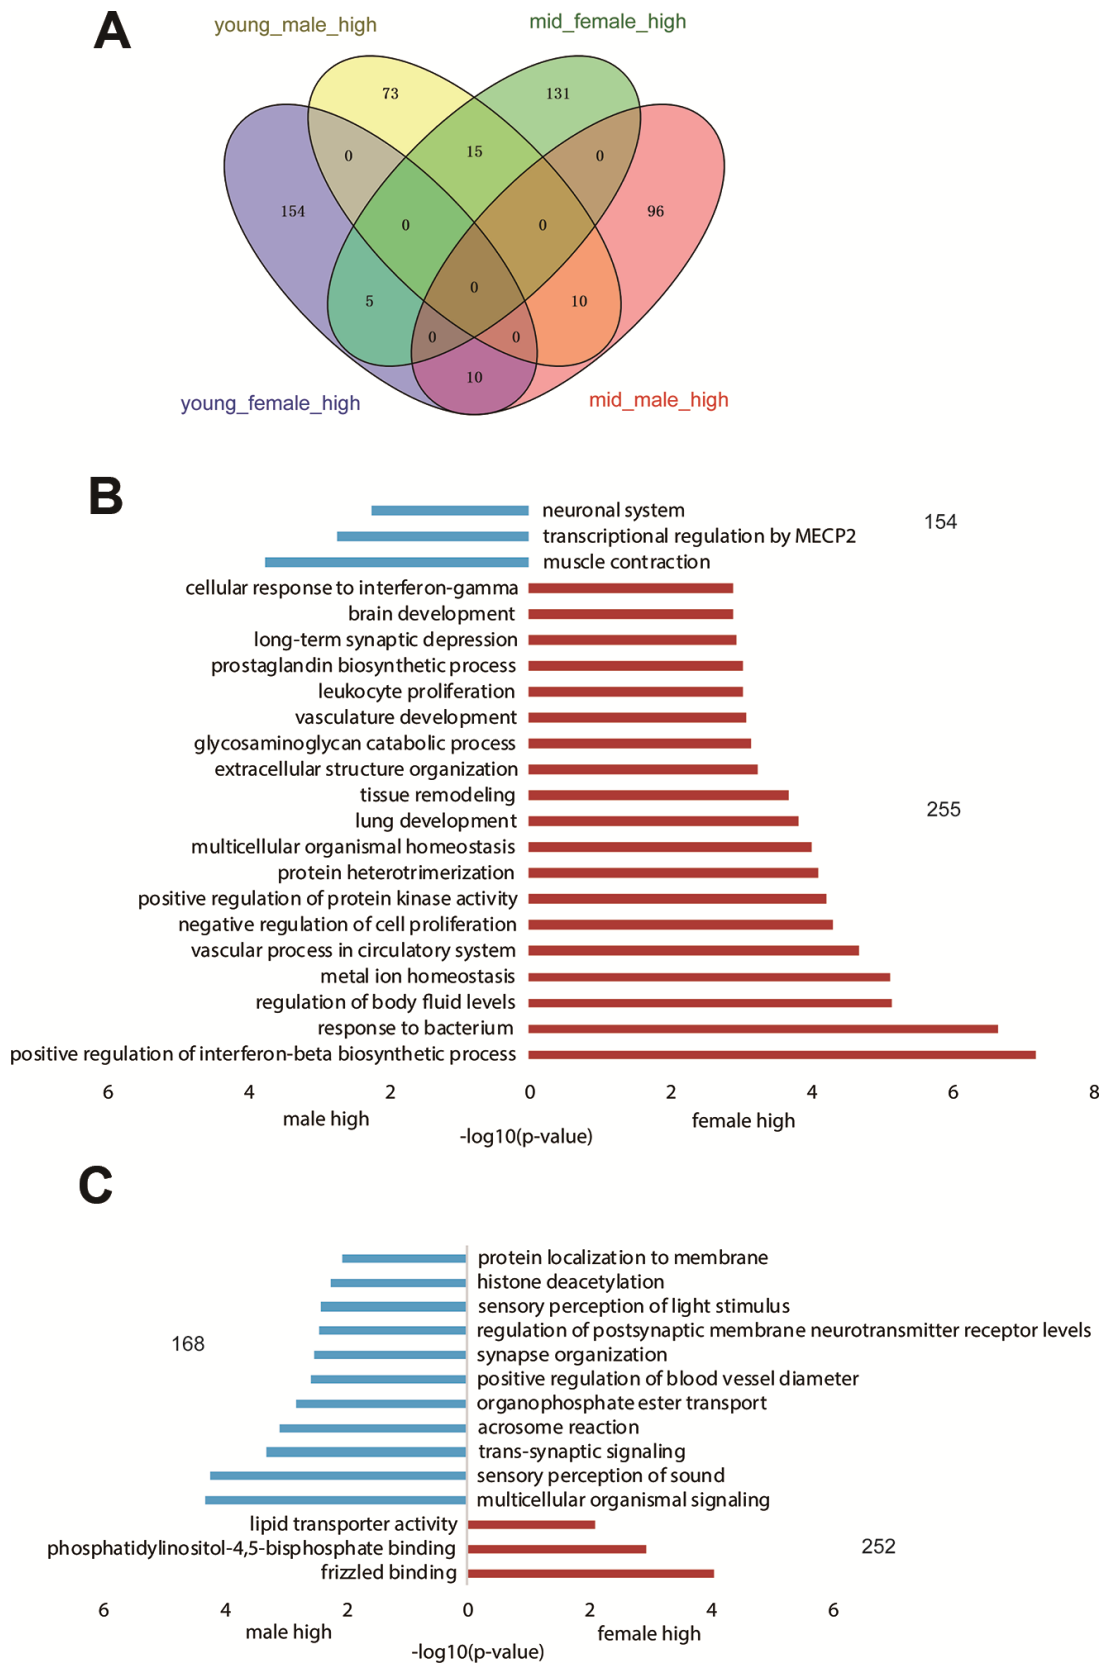 A
young_male_high
mid_female_high
73
131
0
15
0
154
0
0
96
5
0
10
0
0
10
young_female_high
mid_male_high
B
neuronal system
154
transcriptional regulation by MECP2
muscle contraction
cellular response to interferon-gamma
brain development
long-term synaptic depression
prostaglandin biosynthetic process
leukocyte proliferation
vasculature development
glycosaminoglycan catabolic process
extracellular structure organization
tissue remodeling
255
lung development
multicellular organismal homeostasis
protein heterotrimerization
positive regulation of protein kinase activity
negative regulation of cell proliferation
vascular process in circulatory system
metal ion homeostasis
regulation of body fluid levels
response to bacterium
positive regulation of interferon-beta biosynthetic process
6 4 2 0 2 4 6 8
male high
female high
-log10(p-value)
C
protein localization to membrane
histone deacetylation
sensory perception of light stimulus
regulation of postsynaptic membrane neurotransmitter receptor levels
168
synapse organization
positive regulation of blood vessel diameter
organophosphate ester transport
acrosome reaction
trans-synaptic signaling
sensory perception of sound
multicellular organismal signaling
lipid transporter activity
phosphatidylinositol-4,5-bisphosphate binding
252
frizzled binding
6 4 2 0 2 4 6
male high
female high
-log10(p-value)